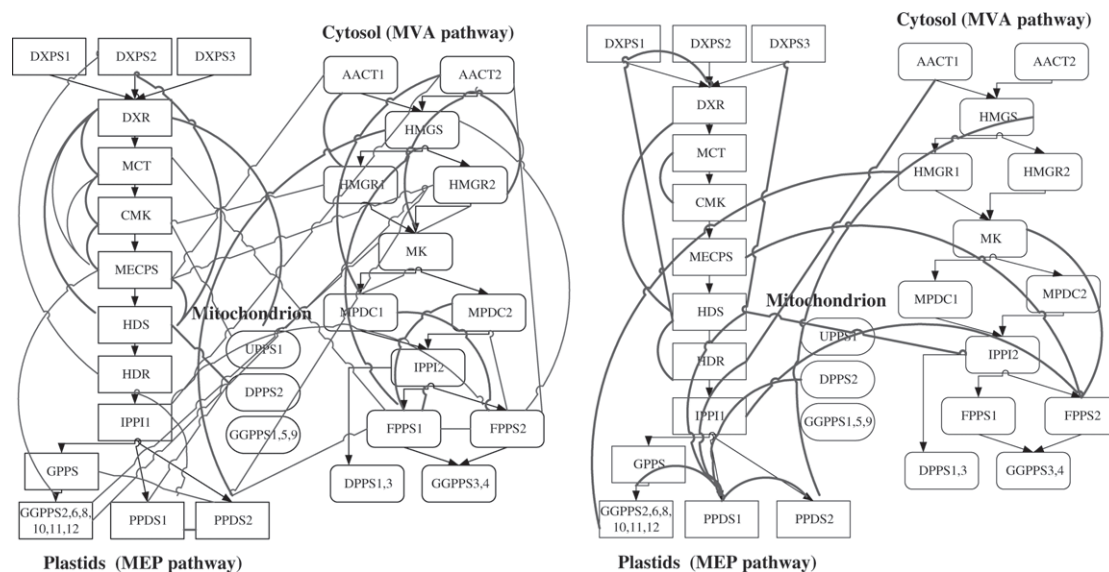 Cytosol (MVA pathway)
DXPS1
DXPS2
DXPS3
AACT1
AACT2
DXR
HMGS
MCT
HMGR1
HMGR2
CMK
MK
MECPS
Mitochondrion
MPDC1
MPDC2
HDS
UPPS1
IPPI2
HDR
DPPS2
IPPI1
GGPPS1,5,9
FPPS1
FPPS2
GPPS
DPPS1,3
GGPPS3,4
GGPPS2,6,8,
10,11,12
PPDS1
PPDS2
Plastids (MEP pathway)
Cytosol (MVA pathway)
DXPS1
DXPS2
DXPS3
AACT1
AACT2
DXR
HMGS
MCT
HMGR1
HMGR2
CMK
MK
MECPS
Mitochondrion
MPDC1
MPDC2
HDS
UPPS1
IPPI2
HDR
DPPS2
IPPI1
GGPPS1,5,9
FPPS1
FPPS2
GPPS
DPPS1,3
GGPPS3,4
GGPPS2,6,8,
10,11,12
PPDS1
PPDS2
Plastids (MEP pathway)